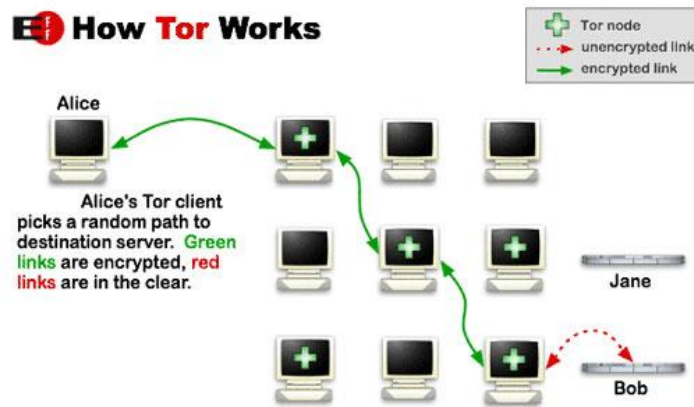 EFF How Tor Works
Tor node
unencrypted link
encrypted link
Alice
Alice's Tor client
picks a random path to
destination server. Green
links are encrypted, red
links are in the clear.
Jane
Bob